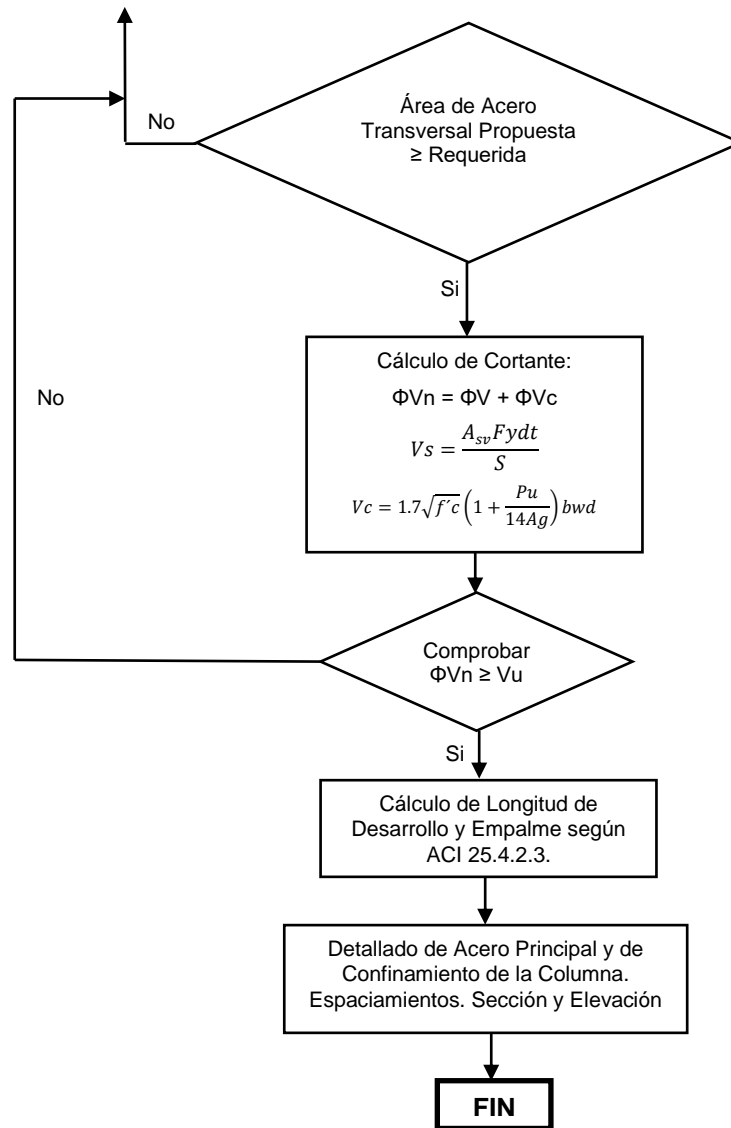 Área de Acero
Transversal Propuesta
≥ Requerida
No
Si
Cálculo de Cortante:
ΦVn = ΦV + ΦVc
Vs = A_{sv}Fydt / S
Vc = 1.7√f´c (1 + Pu / 14Ag) bwd
No
Comprobar
ΦVn ≥ Vu
Si
Cálculo de Longitud de
Desarrollo y Empalme según
ACI 25.4.2.3.
Detallado de Acero Principal y de
Confinamiento de la Columna.
Espaciamientos. Sección y Elevación
FIN